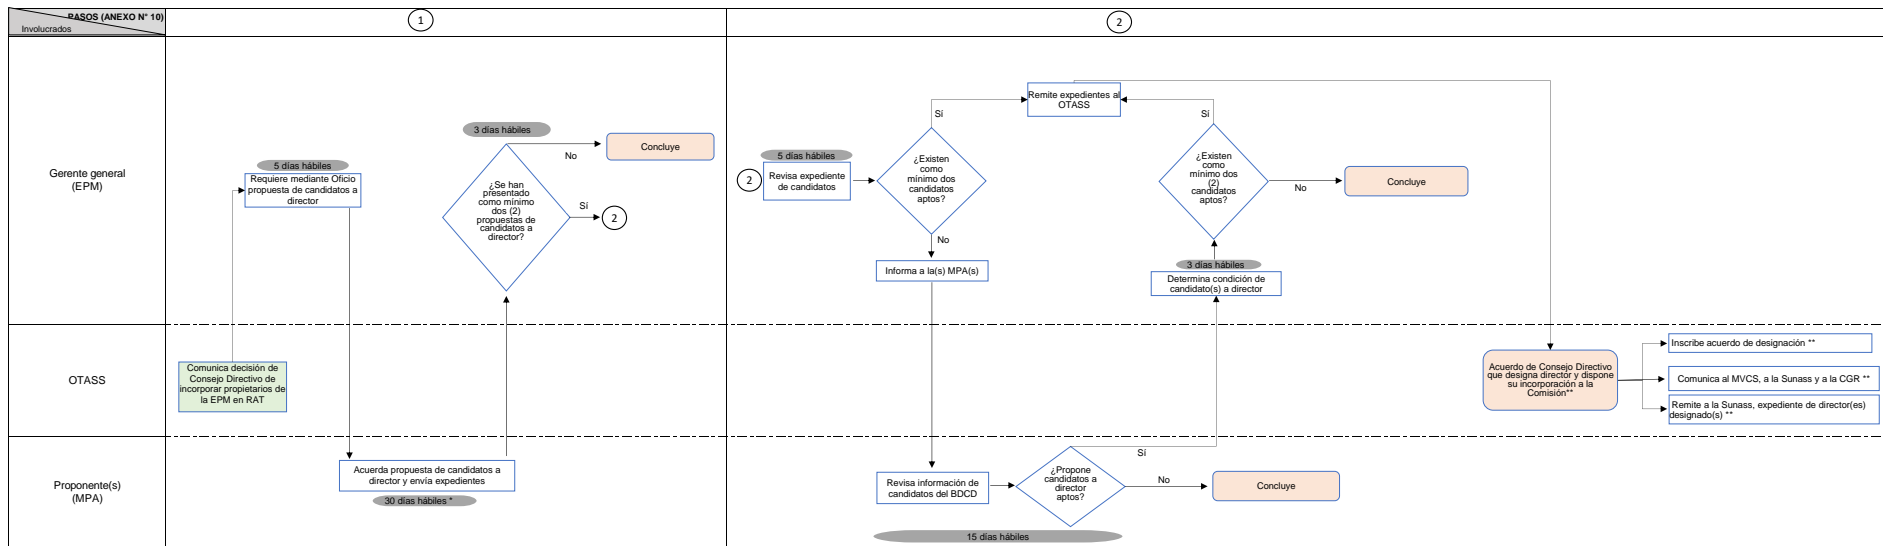 PASOS (ANEXO N° 10)
Involucrados
1
2
Gerente general
(EPM)
5 días hábiles
Requiere mediante Oficio
propuesta de candidatos a
director
3 días hábiles
¿Se han
presentado
como mínimo
dos (2)
propuestas de
candidatos a
director?
No
Concluye
Sí
2
2
5 días hábiles
Revisa expediente
de candidatos
¿Existen
como
mínimo dos
candidatos
aptos?
Sí
No
Remite expedientes al
OTASS
Informa a la(s) MPA(s)
Sí
¿Existen
como
mínimo dos
(2)
candidatos
aptos?
No
Concluye
3 días hábiles
Determina condición de
candidato(s) a director
OTASS
Comunica decisión de
Consejo Directivo de
incorporar propietarios de
la EPM en RAT
Acuerdo de Consejo Directivo
que designa director y dispone
su incorporación a la
Comisión**
Inscribe acuerdo de designación **
Comunica al MVCS, a la Sunass y a la CGR **
Remite a la Sunass, expediente de director(es)
designado(s) **
Proponente(s)
(MPA)
Acuerda propuesta de candidatos a
director y envía expedientes
30 días hábiles *
Revisa información de
candidatos del BDCD
¿Propone
candidatos a
director
aptos?
Sí
No
Concluye
15 días hábiles